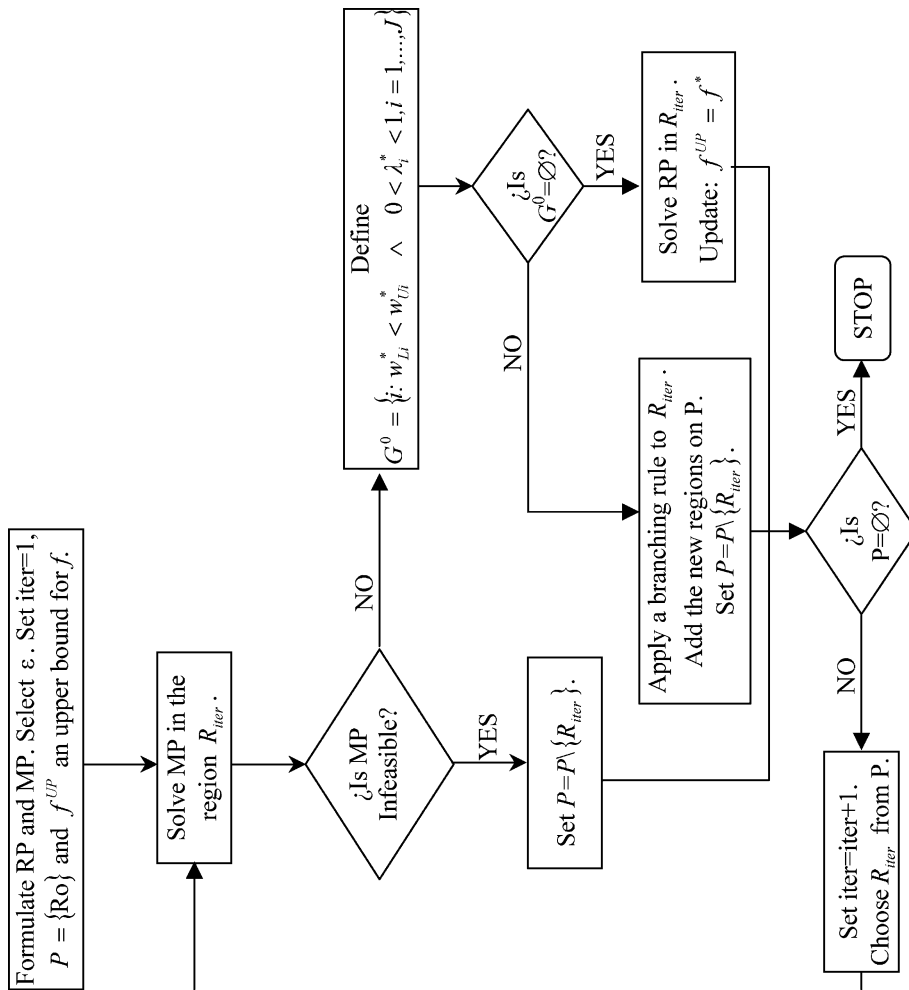 Formulate RP and MP. Select ε. Set iter=1,
P = {Ro} and f^UP an upper bound for f.
Solve MP in the
region R_iter .
¿Is MP
Infeasible?
NO
YES
Define
G^0 = {i: w_Li^* < w_Ui^* ∧ 0 < λ_i^* < 1, i = 1,...,J}
¿Is
G^0=Ø?
NO
YES
Solve RP in R_iter .
Update: f^UP = f^*
Set P=P\{R_iter}.
Apply a branching rule to R_iter .
Add the new regions on P.
Set P=P\{R_iter}.
¿Is
P=Ø?
YES
STOP
NO
Set iter=iter+1.
Choose R_iter from P.